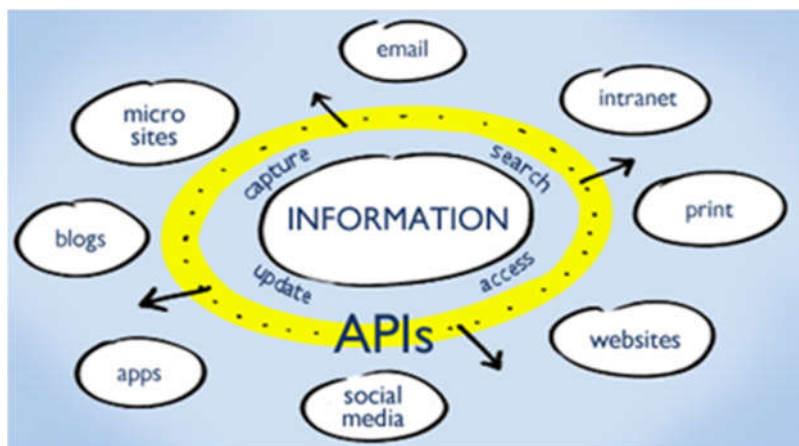 email
micro
sites
intranet
capture
search
INFORMATION
print
blogs
update
access
APIs
websites
apps
social
media